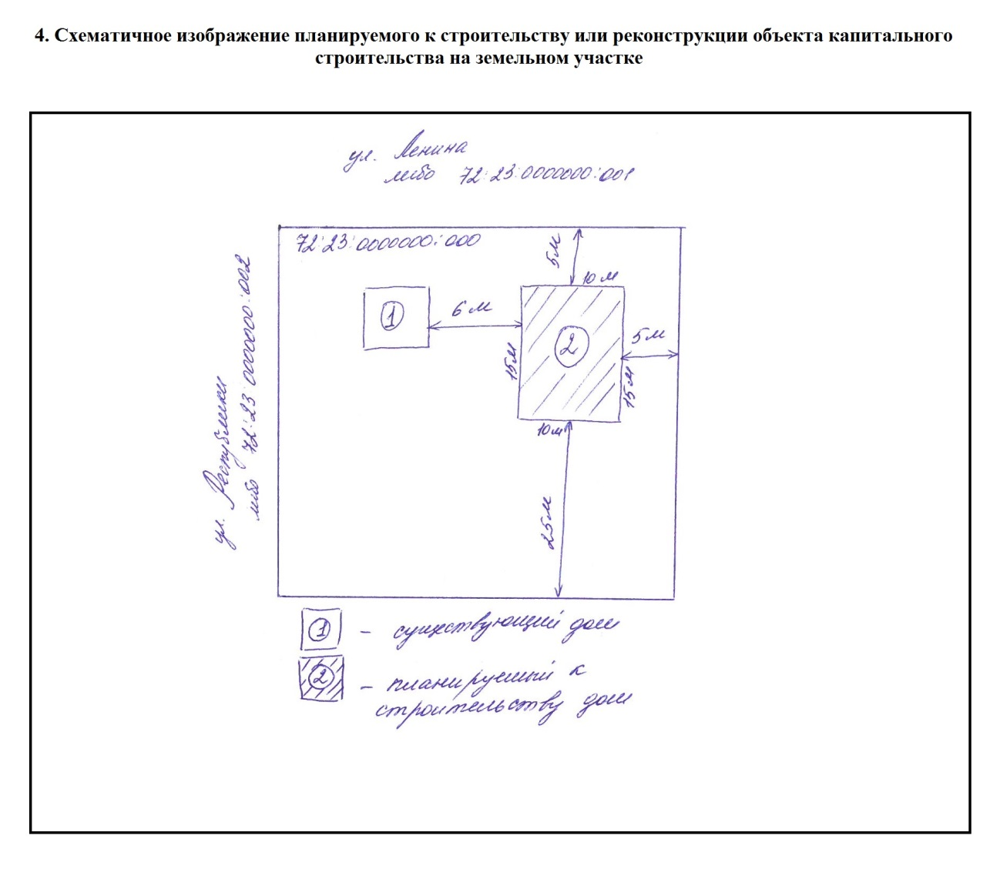 4. Схематичное изображение планируемого к строительству или реконструкции объекта капитального
строительства на земельном участке
ул. Ленина
либо 72:23:0000000:001
ул. Республики
либо 72:23:0000000:002
72:23:0000000:000
5м
10м
1
6м
2
5м
15м
15м
10м
25м
1 - существующий дом
2 - планируемый к
строительству дом